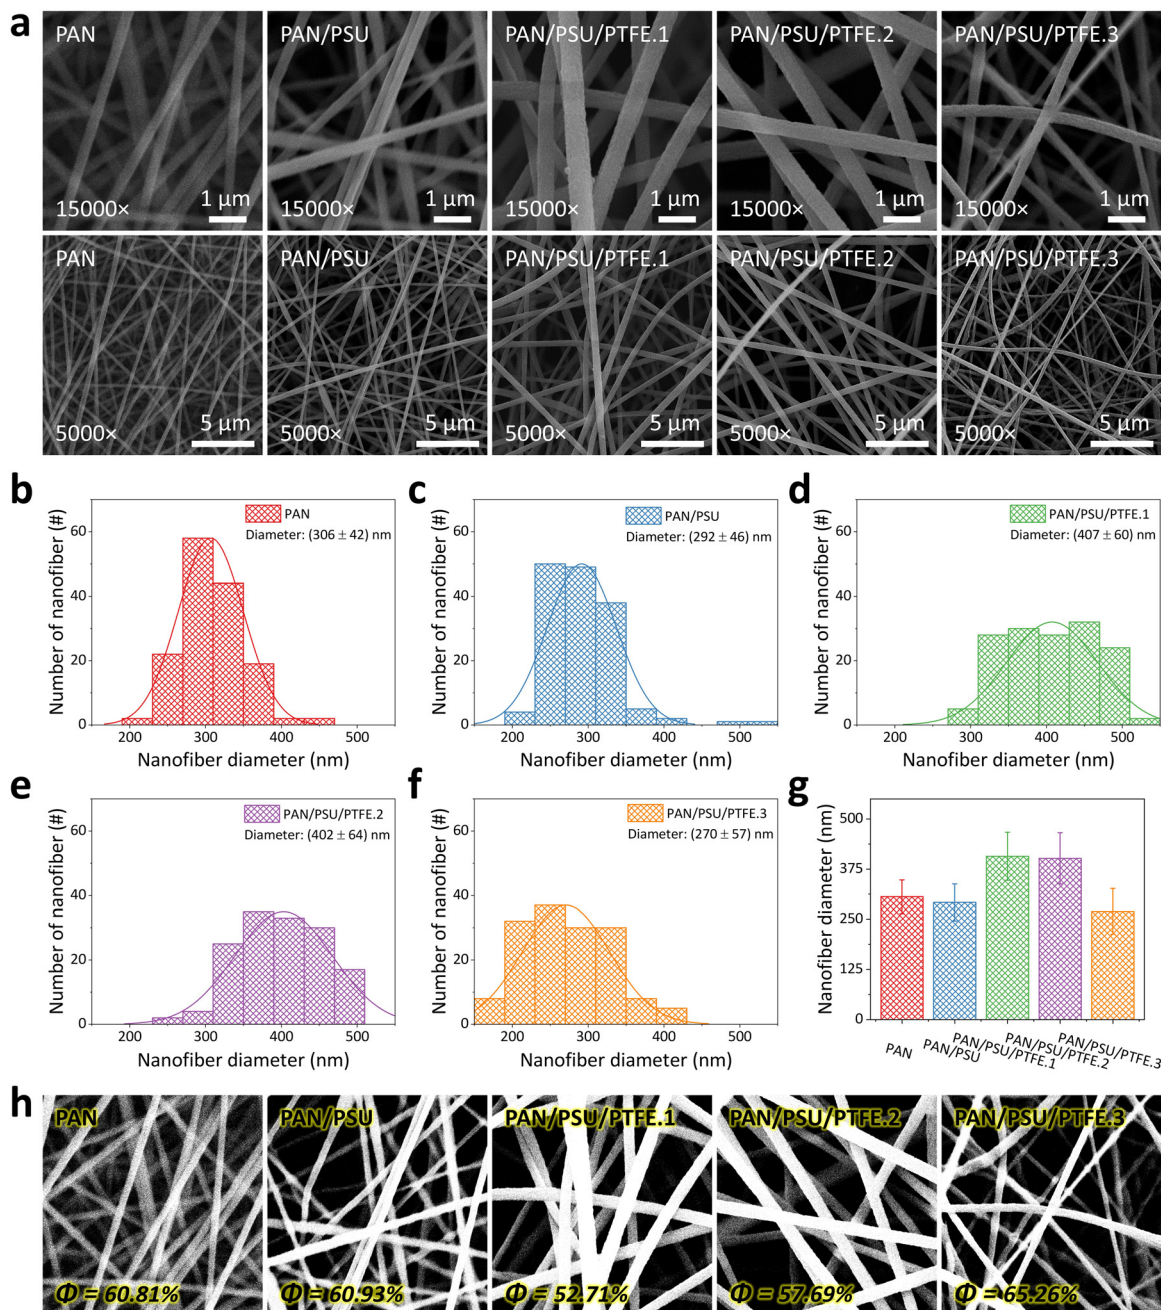 a
PAN
PAN/PSU
PAN/PSU/PTFE.1
PAN/PSU/PTFE.2
PAN/PSU/PTFE.3
15000×
1 μm
15000×
1 μm
15000×
1 μm
15000×
1 μm
15000×
1 μm
PAN
PAN/PSU
PAN/PSU/PTFE.1
PAN/PSU/PTFE.2
PAN/PSU/PTFE.3
5000×
5 μm
5000×
5 μm
5000×
5 μm
5000×
5 μm
5000×
5 μm
b
Number of nanofiber (#)
60
40
20
0
200 300 400 500
Nanofiber diameter (nm)
PAN
Diameter: (306 ± 42) nm
c
Number of nanofiber (#)
60
40
20
0
200 300 400 500
Nanofiber diameter (nm)
PAN/PSU
Diameter: (292 ± 46) nm
d
Number of nanofiber (#)
60
40
20
0
200 300 400 500
Nanofiber diameter (nm)
PAN/PSU/PTFE.1
Diameter: (407 ± 60) nm
e
Number of nanofiber (#)
60
40
20
0
200 300 400 500
Nanofiber diameter (nm)
PAN/PSU/PTFE.2
Diameter: (402 ± 64) nm
f
Number of nanofiber (#)
60
40
20
0
200 300 400 500
Nanofiber diameter (nm)
PAN/PSU/PTFE.3
Diameter: (270 ± 57) nm
g
Nanofiber diameter (nm)
500
375
250
125
0
PAN
PAN/PSU
PAN/PSU/PTFE.1
PAN/PSU/PTFE.2
PAN/PSU/PTFE.3
h
PAN
PAN/PSU
PAN/PSU/PTFE.1
PAN/PSU/PTFE.2
PAN/PSU/PTFE.3
Φ = 60.81%
Φ = 60.93%
Φ = 52.71%
Φ = 57.69%
Φ = 65.26%